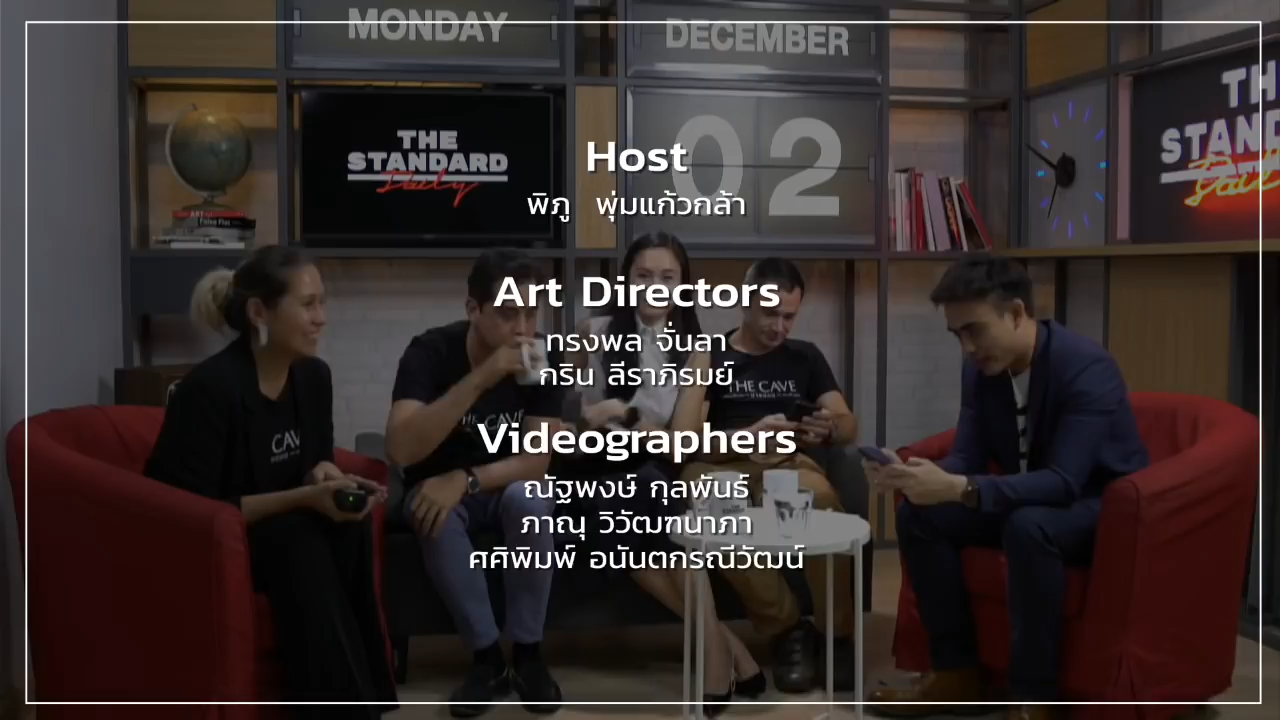 MONDAY
DECEMBER
02
THE
STANDARD
Daily
Host
พิภู พุ่มแก้วกล้า
Art Directors
ทรงพล จั่นลา
กริน ลีราภิรมย์
THE CAVE
Videographers
ณัฐพงษ์ กุลพันธ์
ภาณุ วิวัฒฑนาภา
ศศิพิมพ์ อนันตกรณีวัฒน์